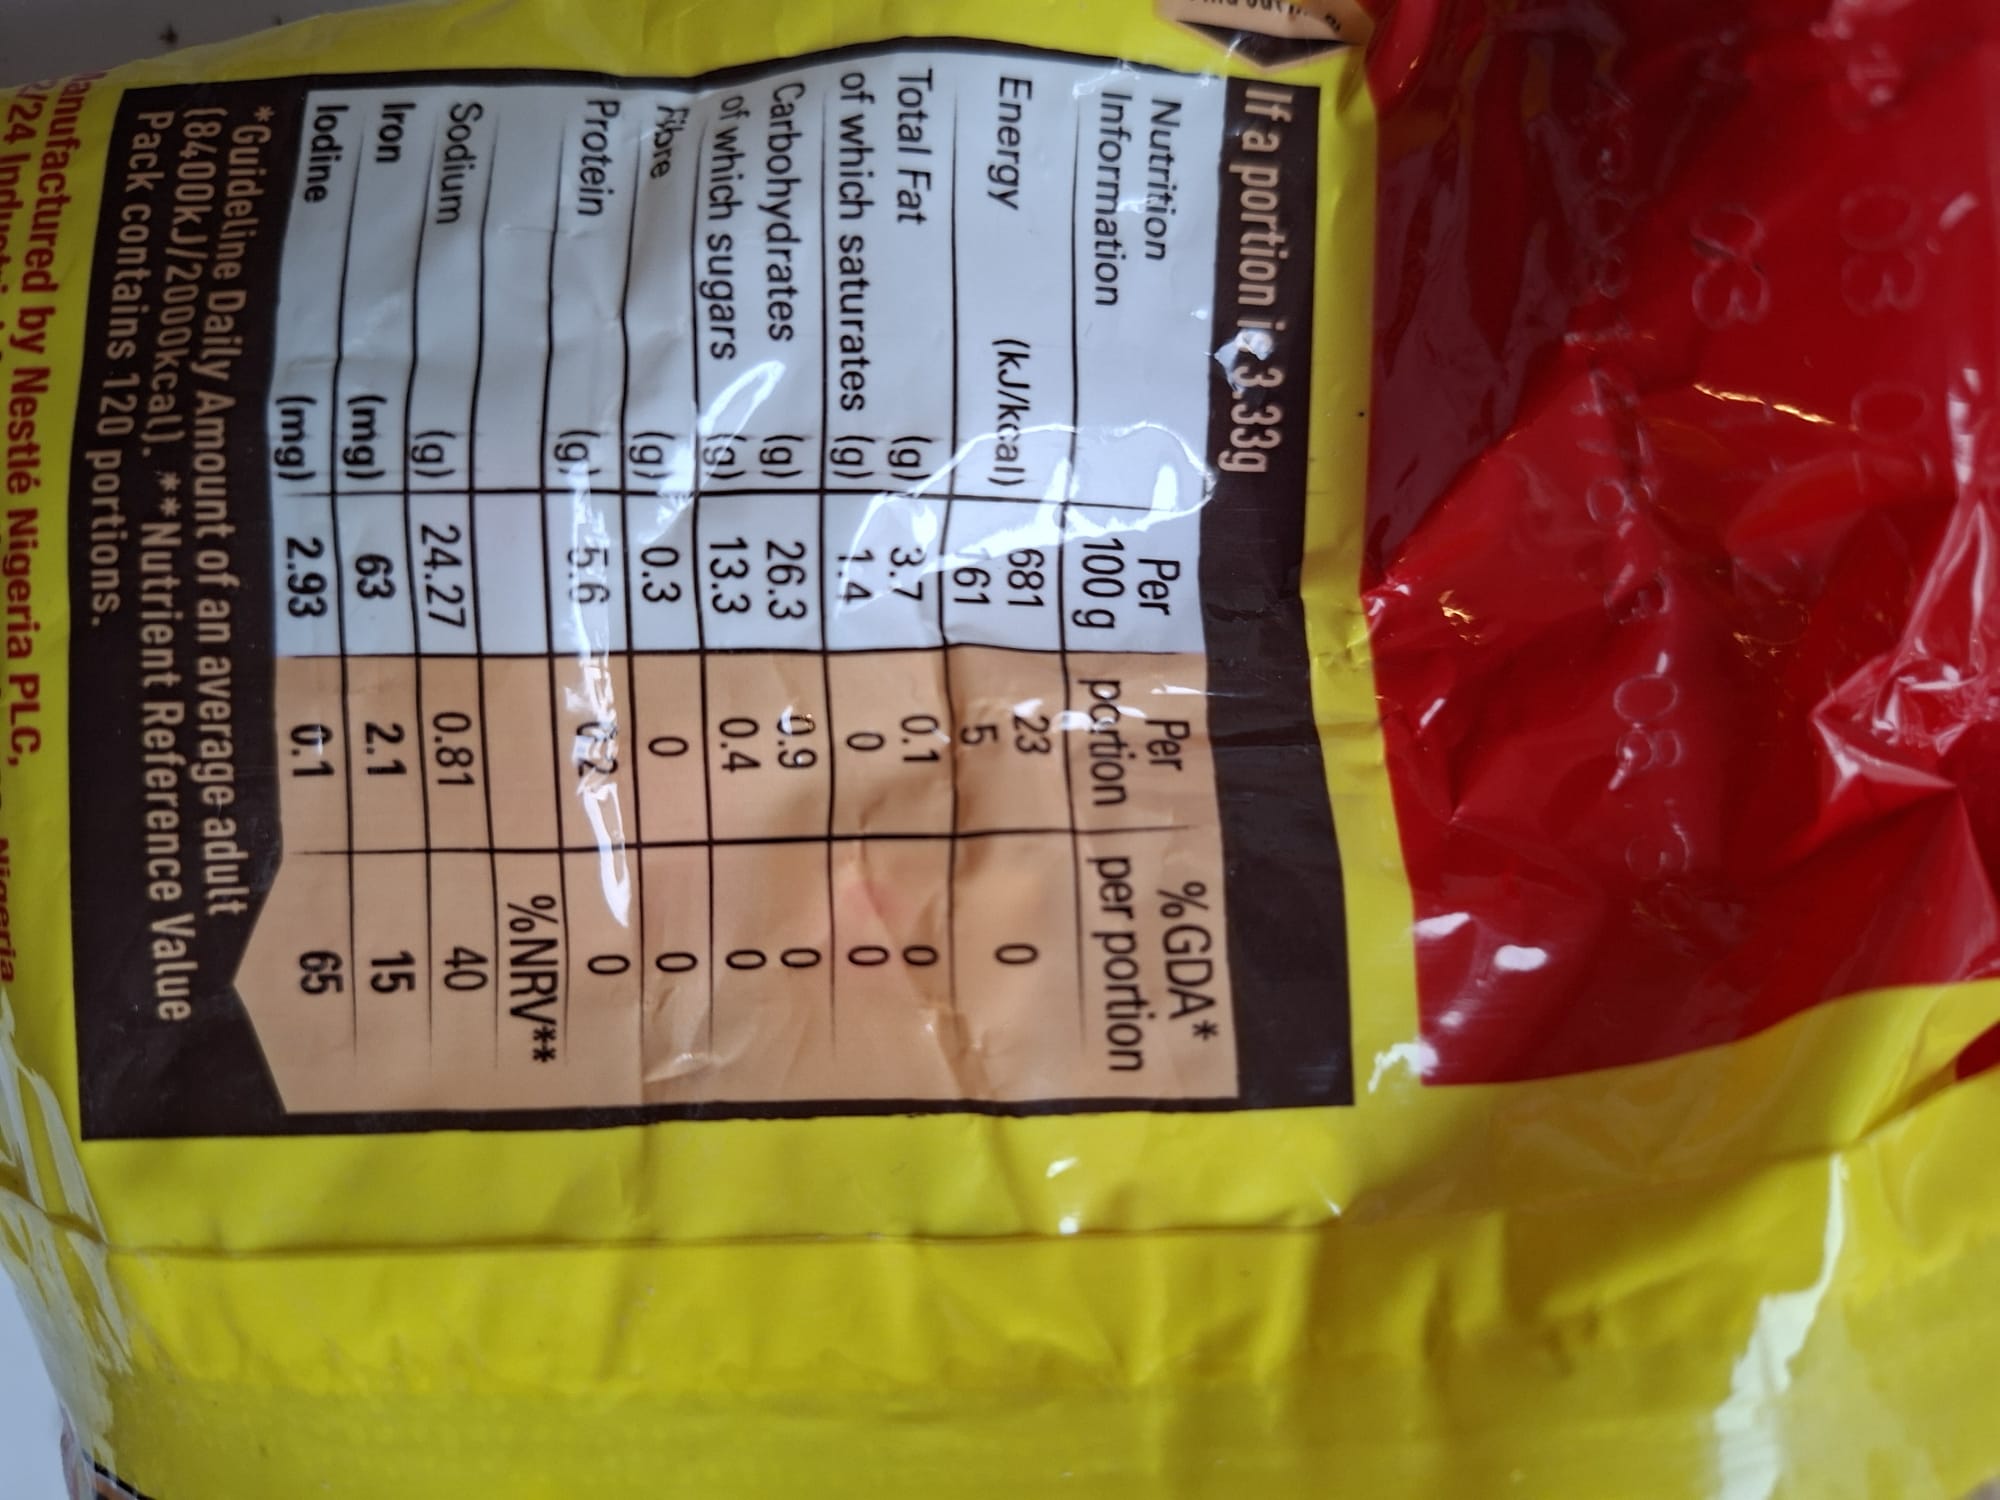 If a portion is 3.33g
Nutrition Information Per 100 g Per portion %GDA* per portion
Energy (kJ/kcal) 681 23 0
161 5
Total Fat (g) 3.7 0.1 0
of which saturates (g) 1.4 0 0
Carbohydrates (g) 26.3 0.9 0
of which sugars (g) 13.3 0.4 0
Fibre (g) 0.3 0 0
Protein (g) 5.6 0.2 0
%NRV**
Sodium (g) 24.27 0.81 40
Iron (mg) 63 2.1 15
Iodine (mg) 2.93 0.1 65
*Guideline Daily Amount of an average adult
(8400kJ/2000kcal). **Nutrient Reference Value
Pack contains 120 portions.
Manufactured by Nestlé Nigeria PLC,